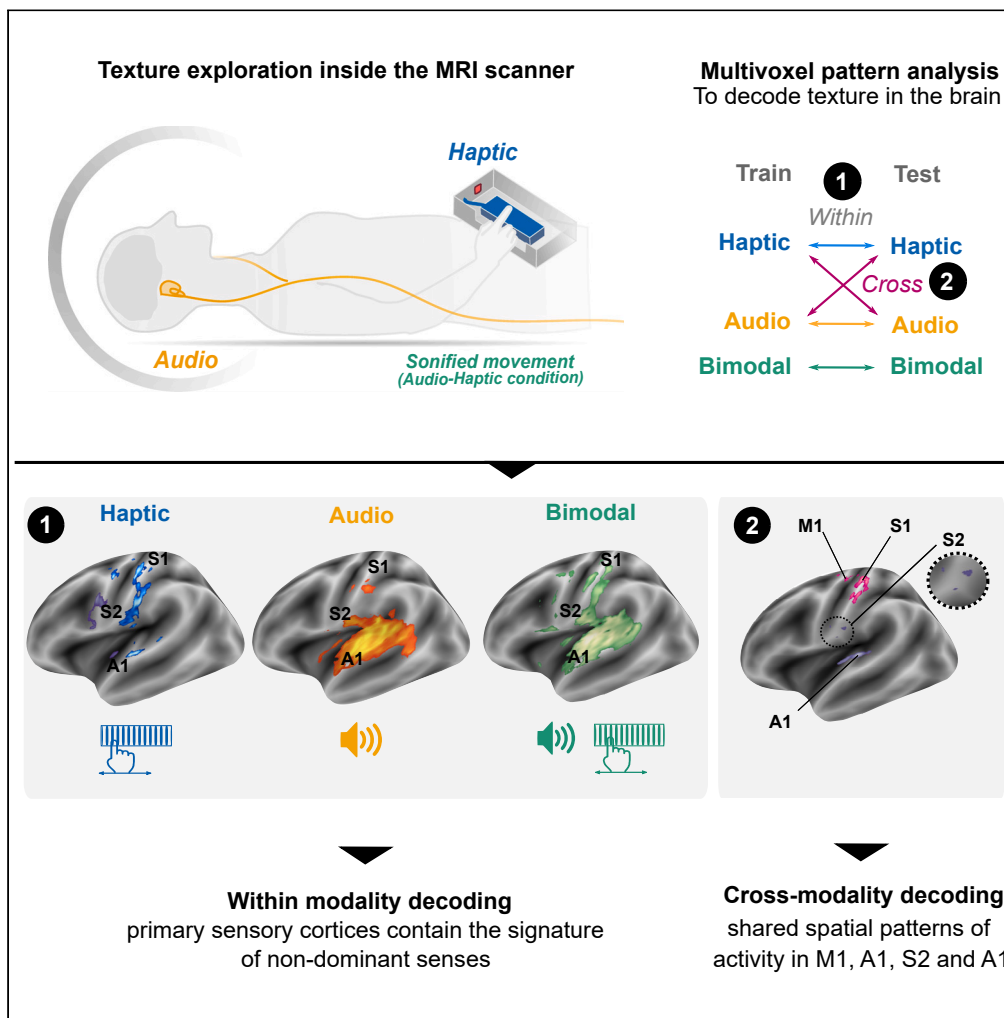 Texture exploration inside the MRI scanner
Haptic
Audio
Sonified movement
(Audio-Haptic condition)
Multivoxel pattern analysis
To decode texture in the brain
Train 1 Test
Within
Haptic Haptic
Cross 2
Audio Audio
Bimodal Bimodal
1
Haptic Audio Bimodal
S1
S2
A1
S1
S2
A1
S1
S2
A1
2
M1 S1 S2
A1
Within modality decoding
primary sensory cortices contain the signature
of non-dominant senses
Cross-modality decoding
shared spatial patterns of
activity in M1, A1, S2 and A1